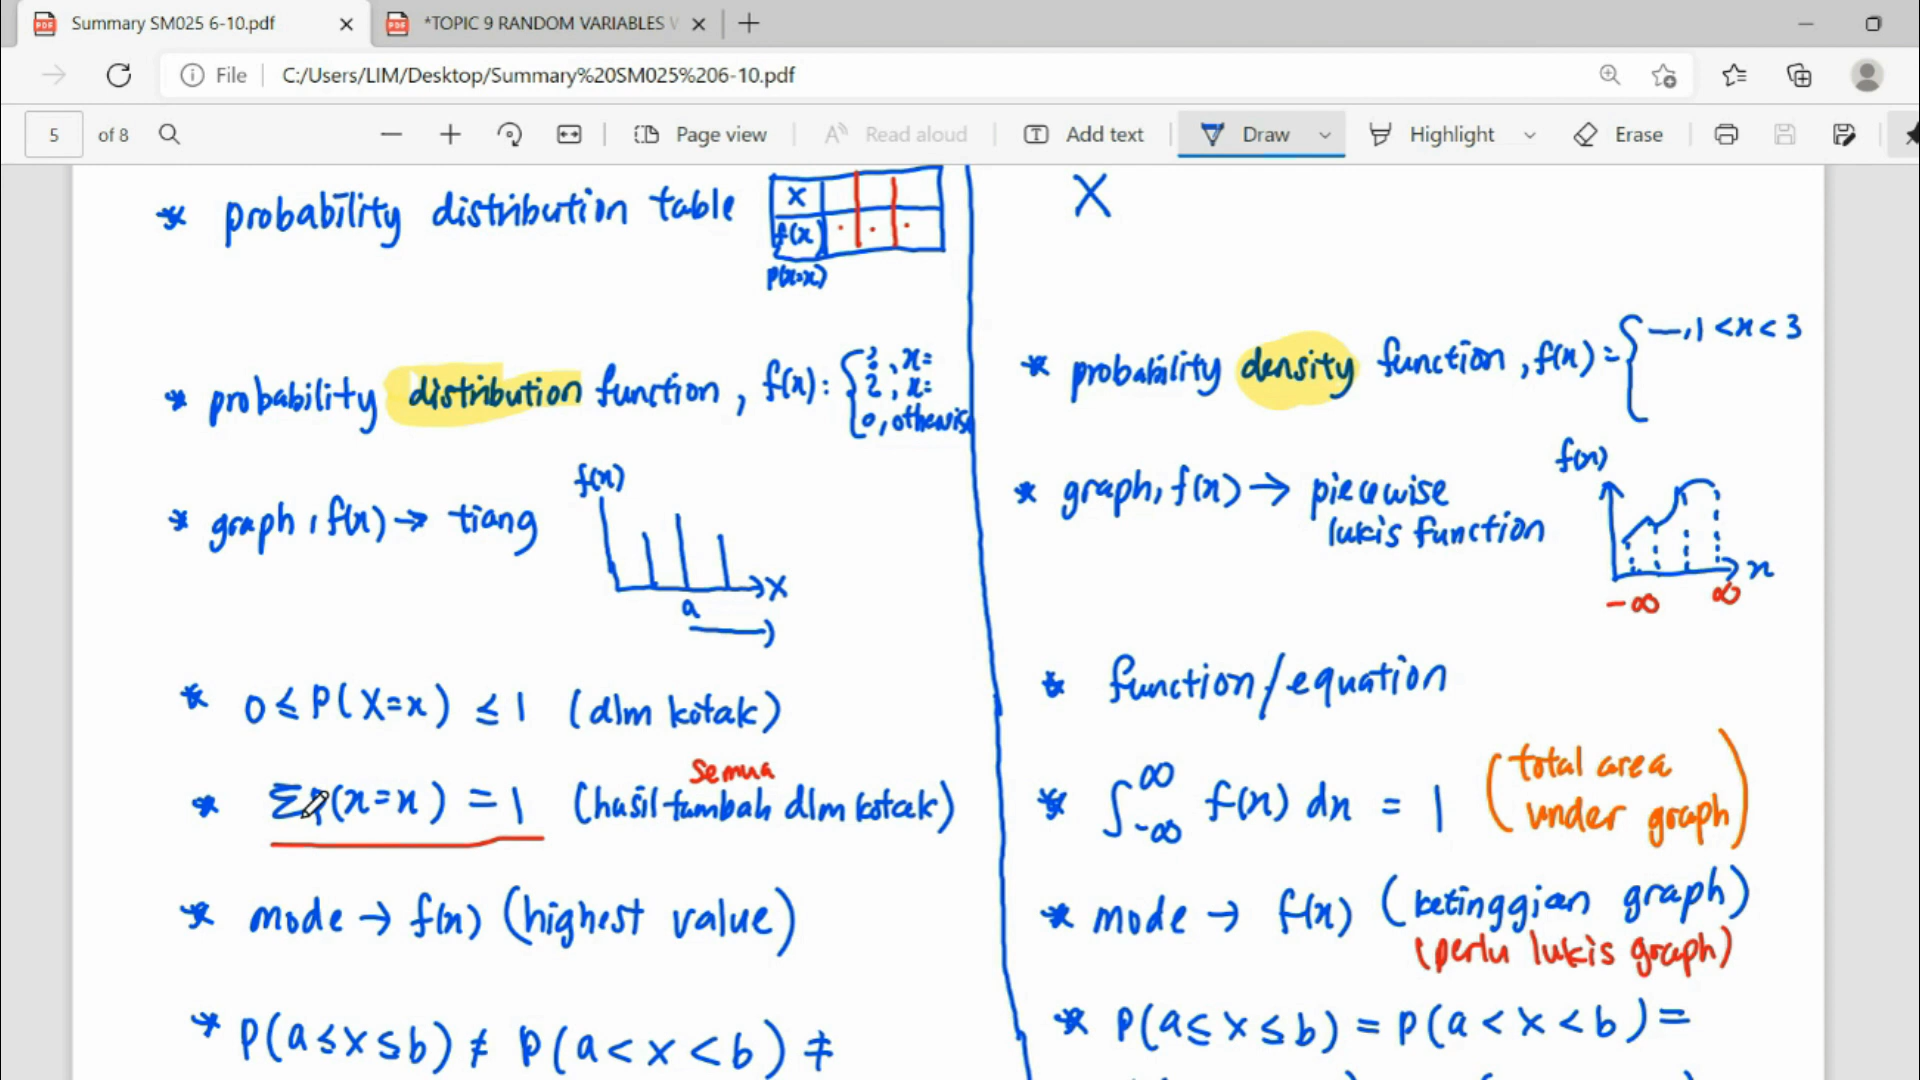 Summary SM025 6-10.pdf
*TOPIC 9 RANDOM VARIABLES
File
C:/Users/LIM/Desktop/Summary%20SM025%206-10.pdf
5 of 8
Page view
Read aloud
Add text
Draw
Highlight
Erase
* probability distribution table
x
f(x)
P(X=x)
* probability distribution function, f(x):
, x=
2, x=
0, otherwise
* graph, f(x) → tiang
f(x)
x
a
* 0 ≤ P(X=x) ≤ 1 (dlm kotak)
semua
* ΣP(x=x) = 1 (hasil tambah dlm kotak)
* mode → f(x) (highest value)
* P(a≤x≤b) ≠ P(a<x<b) ≠
X
* probability density function, f(x) = { —, 1<x<3
* graph, f(x) → piecewise
lukis function
f(x)
x
-∞ ∞
* function/equation
* ∫_{-∞}^{∞} f(x) dx = 1 (total area
under graph)
* mode → f(x) (ketinggian graph)
(perlu lukis graph)
* P(a≤x≤b) = P(a<x<b) =